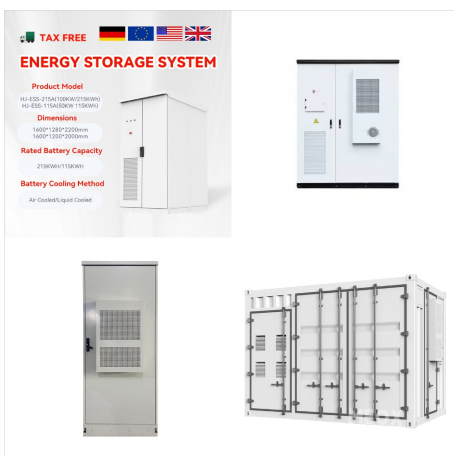 TAX FREE
ENERGY STORAGE SYSTEM
Product Model
HJ-ESS-215A(100KW/215KWh)
HJ-ESS-115A(50KW 115KWh)
Dimensions
1600*1280*2200mm
1600*1200*2000mm
Rated Battery Capacity
215KWH/115KWH
Battery Cooling Method
Air Cooled/Liquid Cooled